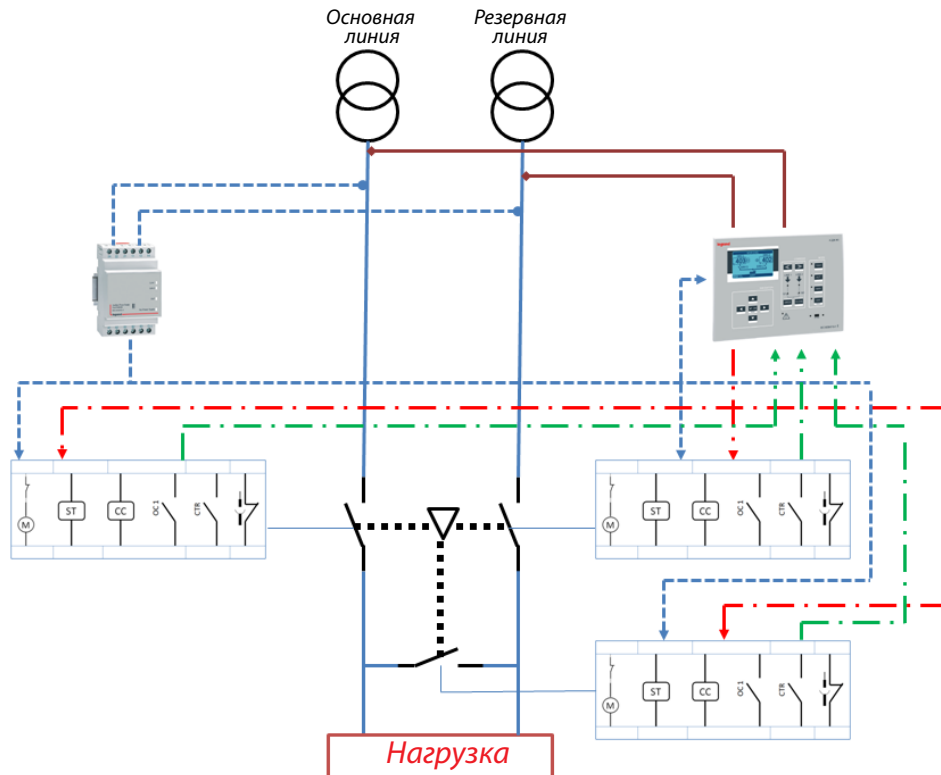 Основная
линия
Резервная
линия
legrand
M
ST
CC
OC 1
CTR
M
ST
CC
OC 1
CTR
M
ST
CC
OC 1
CTR
Нагрузка